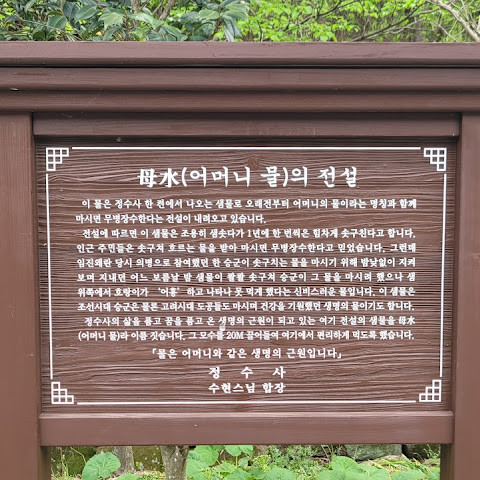 母水(어머니 물)의 전설
이 물은 정수사 한 켠에서 나오는 샘물로 오래전부터 어머니의 물이라는 명칭과 함께
마시면 무병장수한다는 전설이 내려오고 있습니다.
전설에 따르면 이 샘물은 조용히 샘솟다가 1년에 한 번씩은 힘차게 솟구친다고 합니다.
인근 주민들은 솟구쳐 흐르는 물을 받아 마시면 무병장수한다고 믿었습니다. 그런데
임진왜란 당시 의병으로 참여했던 한 승군이 솟구치는 물을 마시기 위해 밤낮없이 지켜
보며 지내던 어느 보름날 밤 샘물이 콸콸 솟구쳐 승군이 그 물을 마시려 했으나 샘
위쪽에서 호랑이가 '어흥' 하고 나타나 못 먹게 했다는 신비스러운 물입니다. 이 샘물은
조선시대 승군은 물론 고려시대 도공들도 마시며 건강을 기원했던 생명의 물이기도 합니다.
정수사의 삶을 품고 꿈을 품고 온 생명의 근원이 되고 있는 여기 전설의 샘물을 母水
(어머니 물)라 이름 짓습니다. 그 모수를 20M 끌어들여 여기에서 편리하게 먹도록 했습니다.
「물은 어머니와 같은 생명의 근원입니다」
정 수 사
수현스님 합장